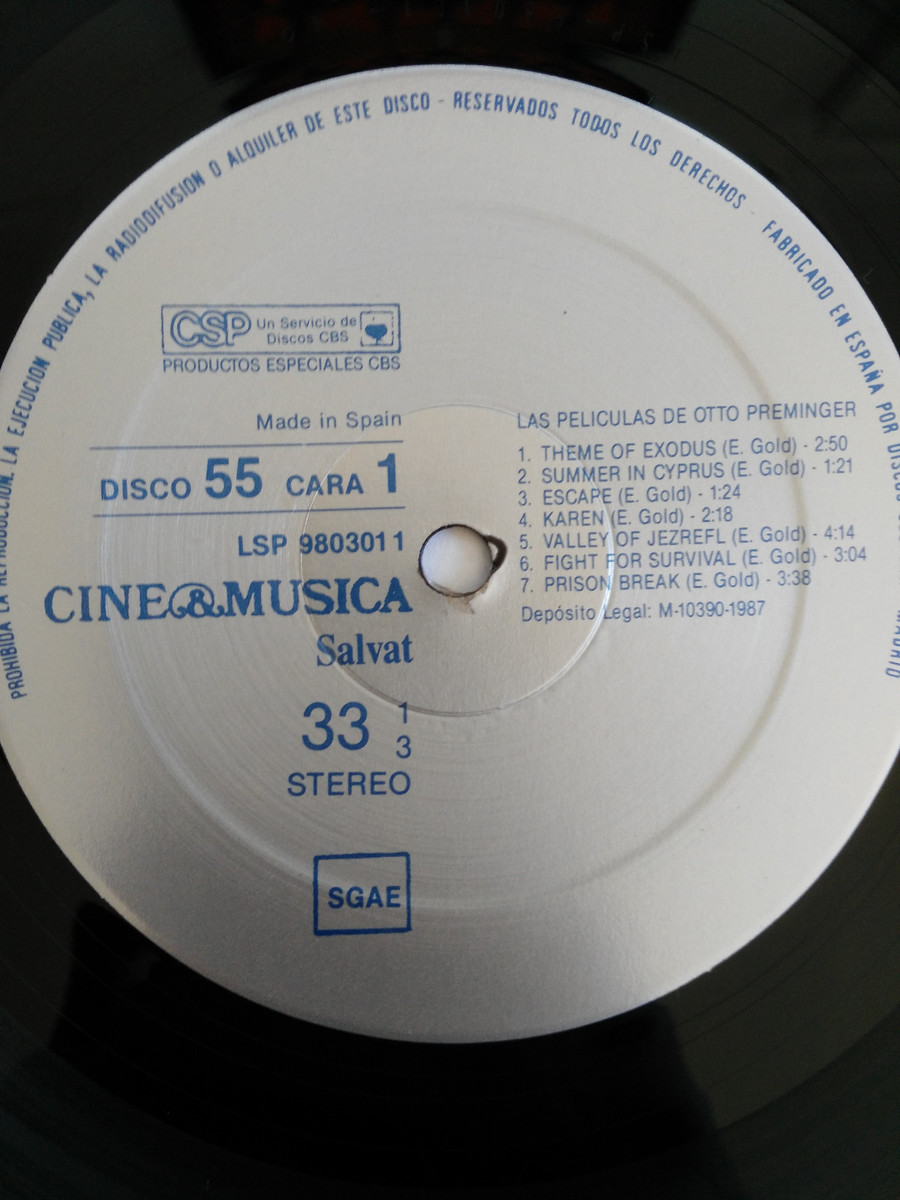 PROHIBIDA LA REPRODUCCION. LA EJECUCION PUBLICA, LA RADIODIFUSION O ALQUILER DE ESTE DISCO - RESERVADOS TODOS LOS DERECHOS - FABRICADO EN ESPAÑA POR DISCOS MADRID
CSP Un Servicio de
Discos CBS
PRODUCTOS ESPECIALES CBS
Made in Spain
DISCO 55 CARA 1
LSP 9803011
CINE&MUSICA
Salvat
33 1/3
STEREO
SGAE
LAS PELICULAS DE OTTO PREMINGER
1. THEME OF EXODUS (E. Gold) - 2:50
2. SUMMER IN CYPRUS (E. Gold) - 1:21
3. ESCAPE (E. Gold) - 1:24
4. KAREN (E. Gold) - 2:18
5. VALLEY OF JEZREFL (E. Gold) - 4:14
6. FIGHT FOR SURVIVAL (E. Gold) - 3:04
7. PRISON BREAK (E. Gold) - 3:38
Depósito Legal: M-10390-1987